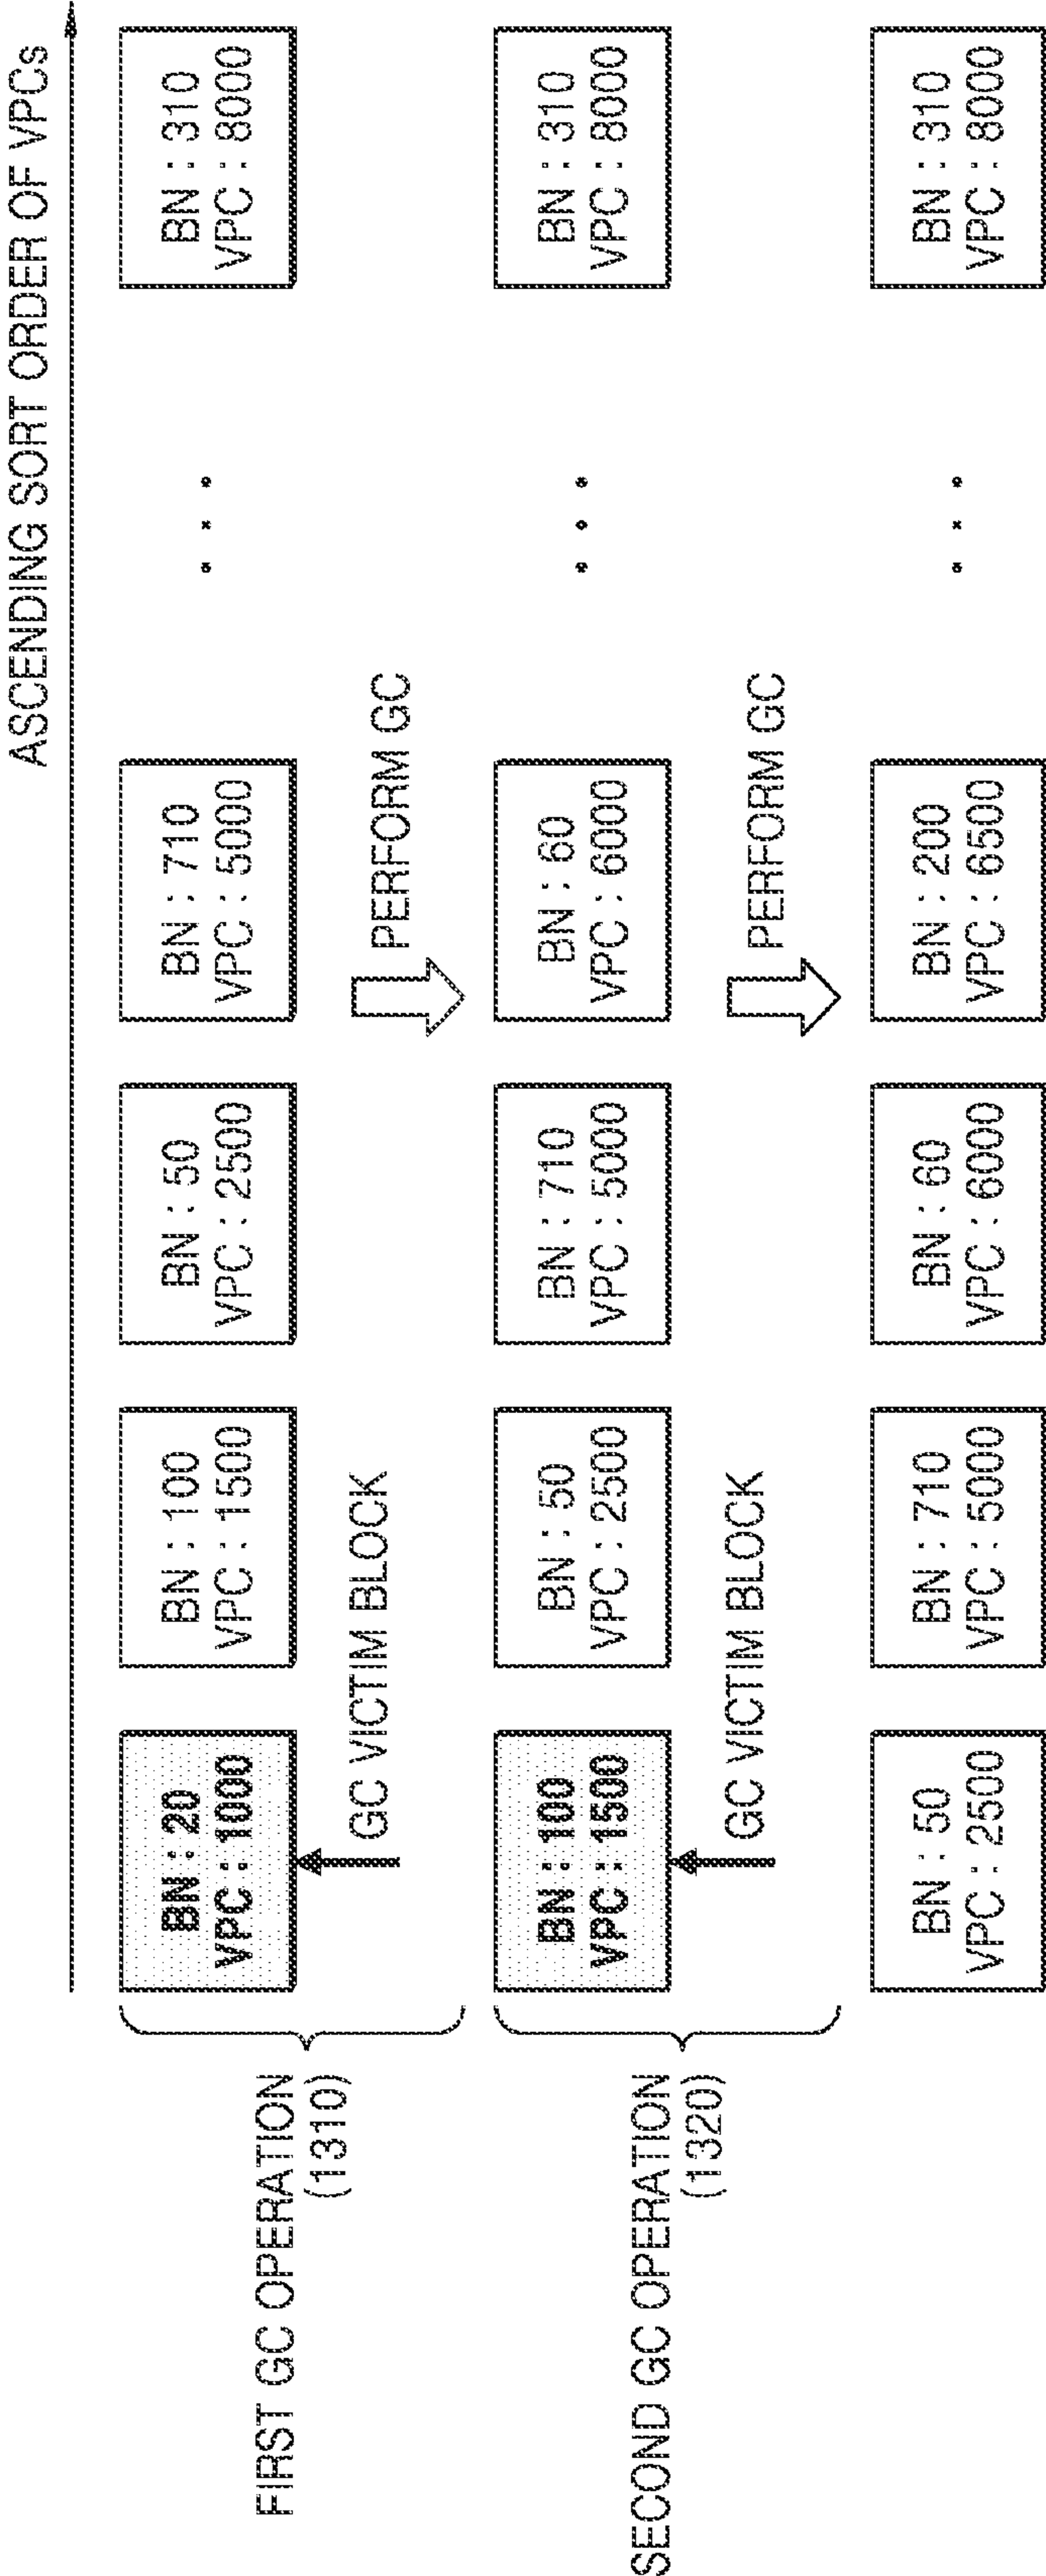 ASCENDING SORT ORDER OF VPCs
FIRST GC OPERATION
(1310)
BN : 20
VPC : 1000
BN : 100
VPC : 1500
BN : 50
VPC : 2500
BN : 710
VPC : 5000
BN : 310
VPC : 8000
GC VICTIM BLOCK
PERFORM GC
SECOND GC OPERATION
(1320)
BN : 100
VPC : 1500
BN : 50
VPC : 2500
BN : 710
VPC : 5000
BN : 60
VPC : 6000
BN : 310
VPC : 8000
GC VICTIM BLOCK
PERFORM GC
BN : 50
VPC : 2500
BN : 710
VPC : 5000
BN : 60
VPC : 6000
BN : 200
VPC : 6500
BN : 310
VPC : 8000